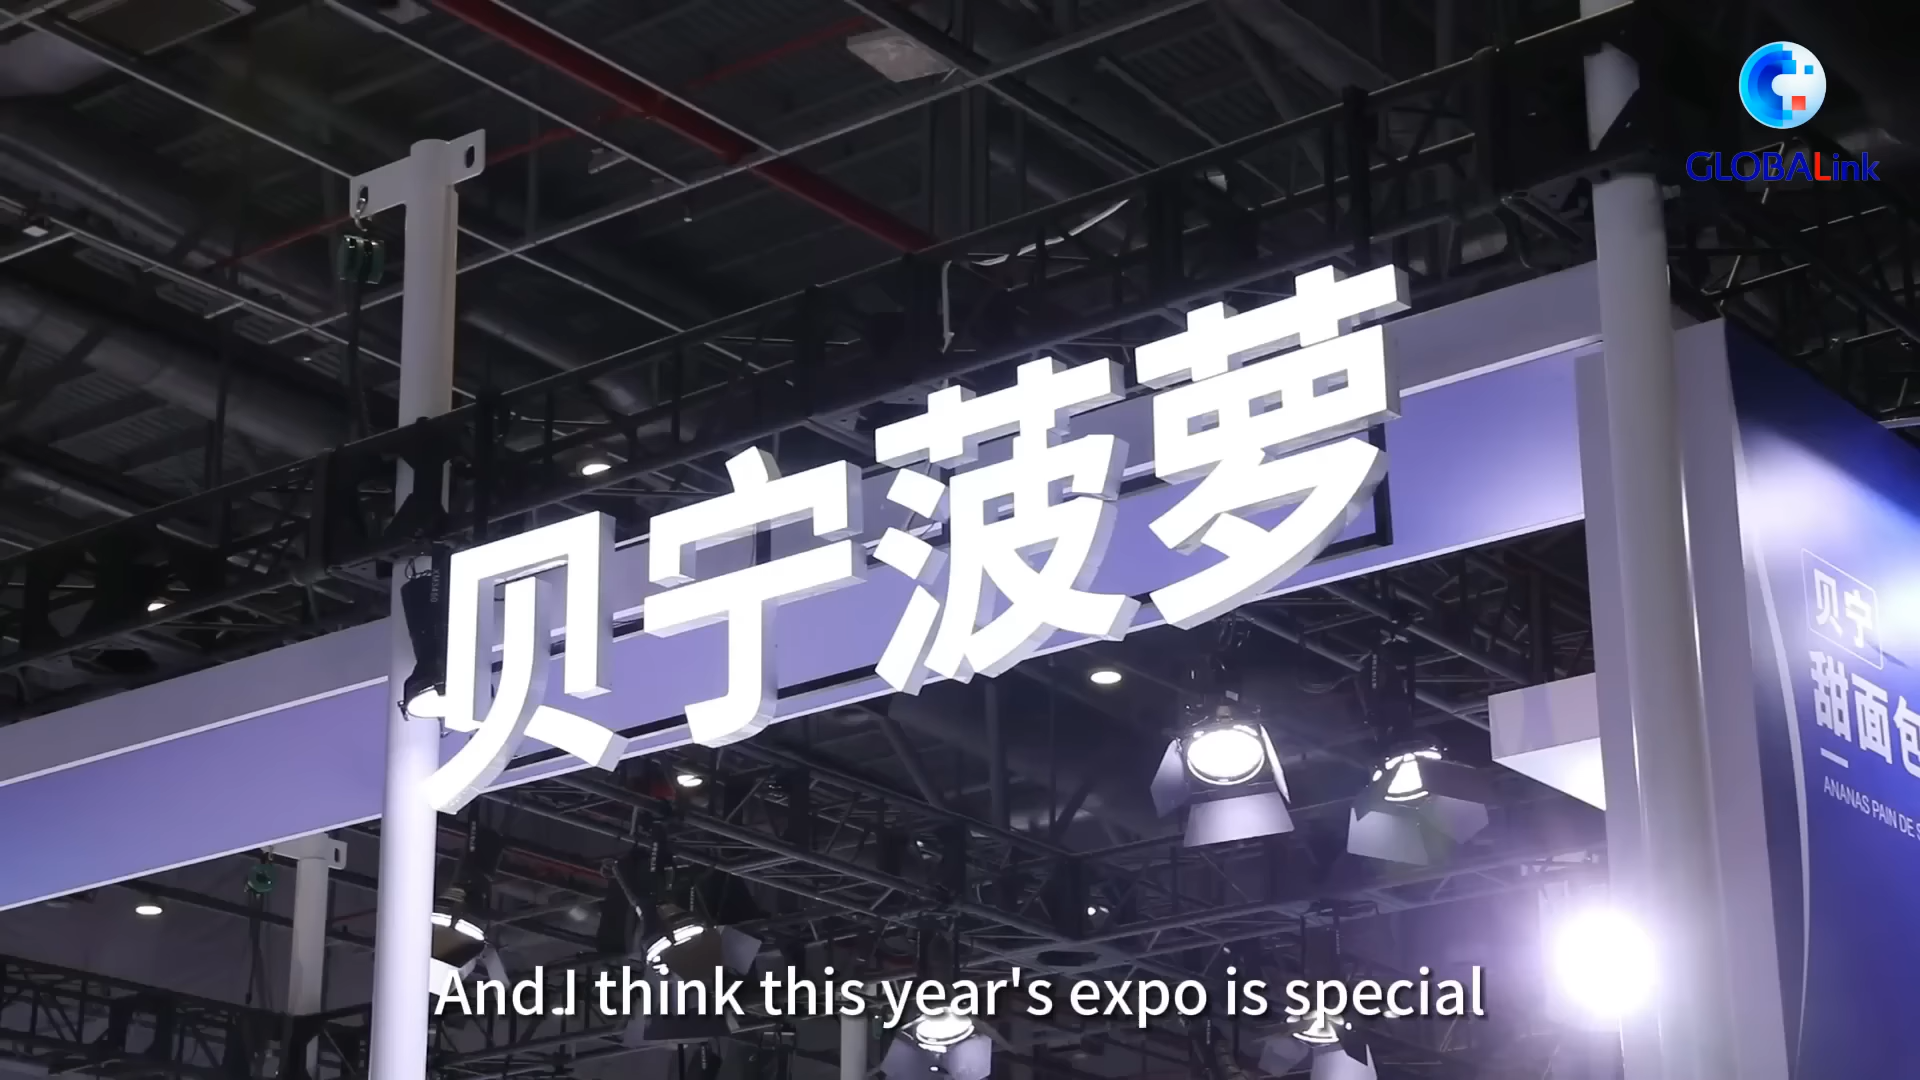 GLOBALink
贝宁菠萝
贝宁
甜面包
ANANAS PAIN DE S
And I think this year's expo is special